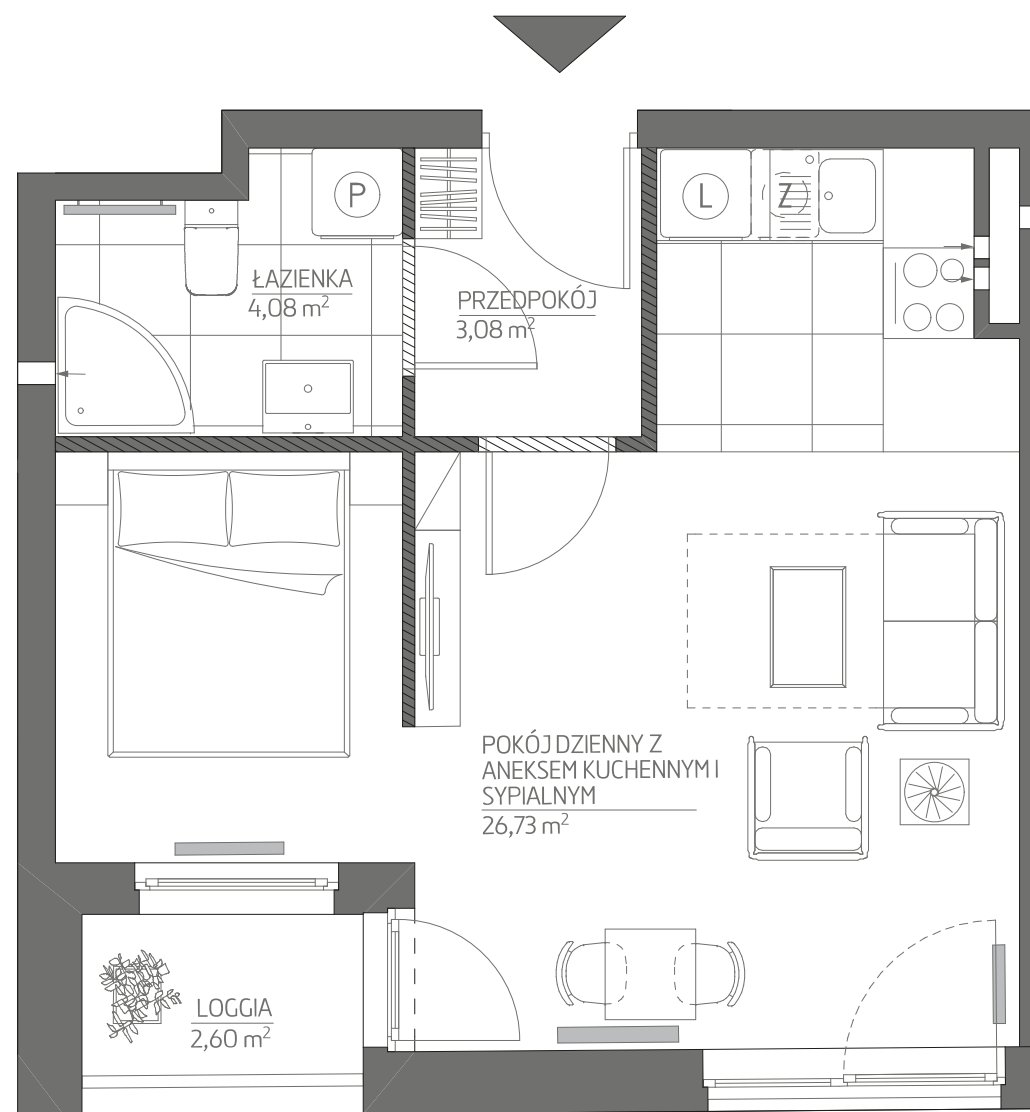 P
L
Z
ŁAZIENKA
4,08 m²
PRZEDPOKÓJ
3,08 m²
POKÓJ DZIENNY Z
ANEKSEM KUCHENNYM I
SYPIALNYM
26,73 m²
LOGGIA
2,60 m²